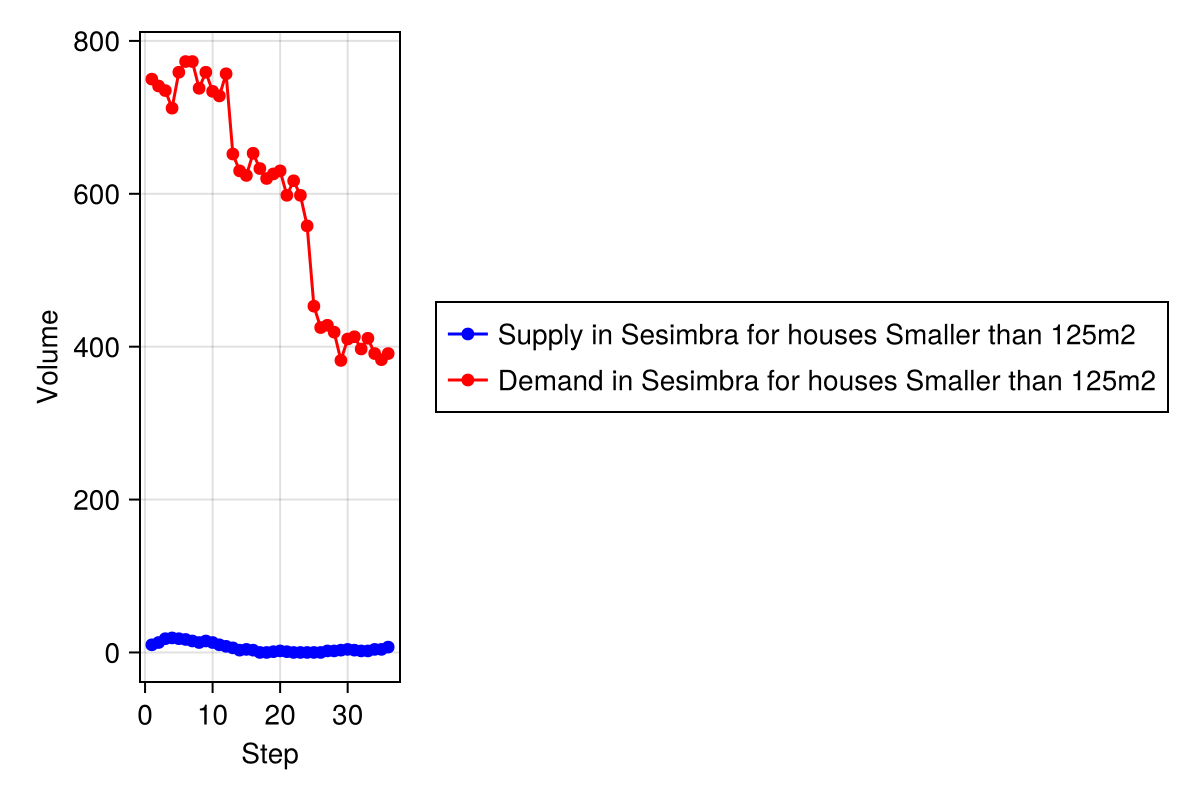 800
600
400
200
0
Volume
0 10 20 30
Step
Supply in Sesimbra for houses Smaller than 125m2
Demand in Sesimbra for houses Smaller than 125m2